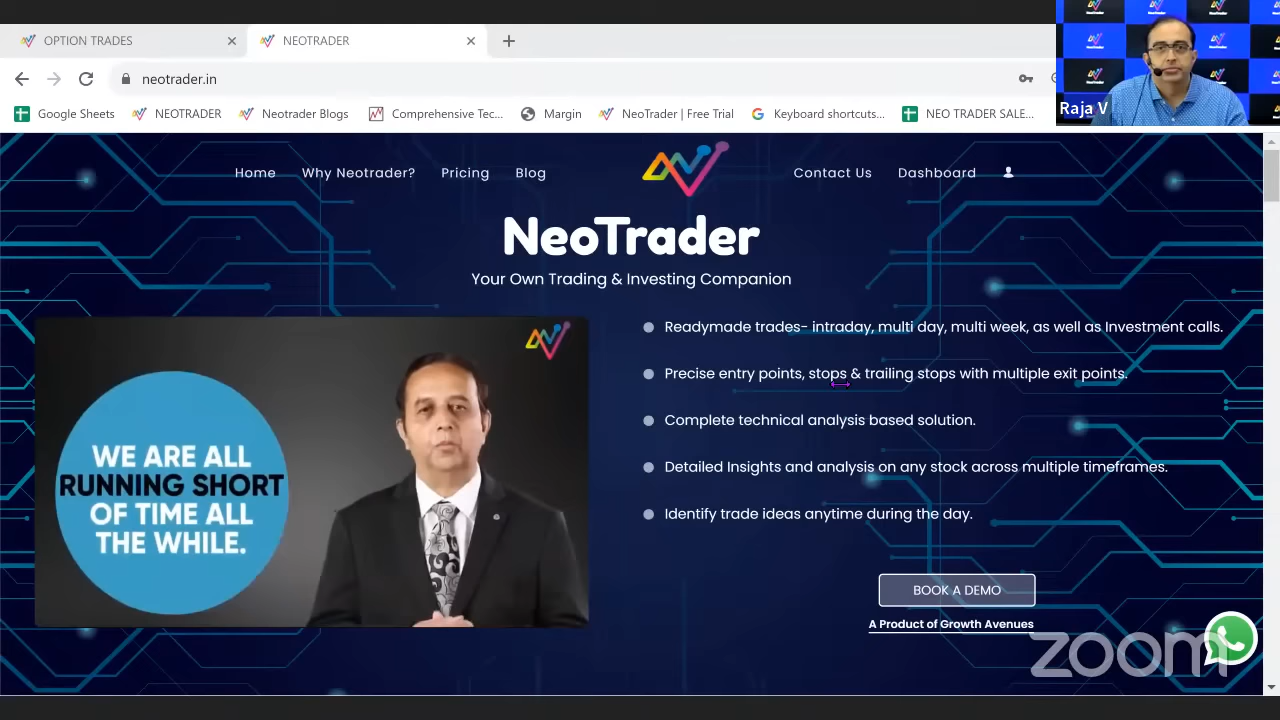 OPTION TRADES
NEOTRADER
neotrader.in
Google Sheets
NEOTRADER
Neotrader Blogs
Comprehensive Tec...
Margin
NeoTrader | Free Trial
Keyboard shortcuts...
NEO TRADER SALE...
Raja V
Home
Why Neotrader?
Pricing
Blog
Contact Us
Dashboard
NeoTrader
Your Own Trading & Investing Companion
WE ARE ALL
RUNNING SHORT
OF TIME ALL
THE WHILE.
Readymade trades- intraday, multi day, multi week, as well as Investment calls.
Precise entry points, stops & trailing stops with multiple exit points.
Complete technical analysis based solution.
Detailed Insights and analysis on any stock across multiple timeframes.
Identify trade ideas anytime during the day.
BOOK A DEMO
A Product of Growth Avenues
zoom